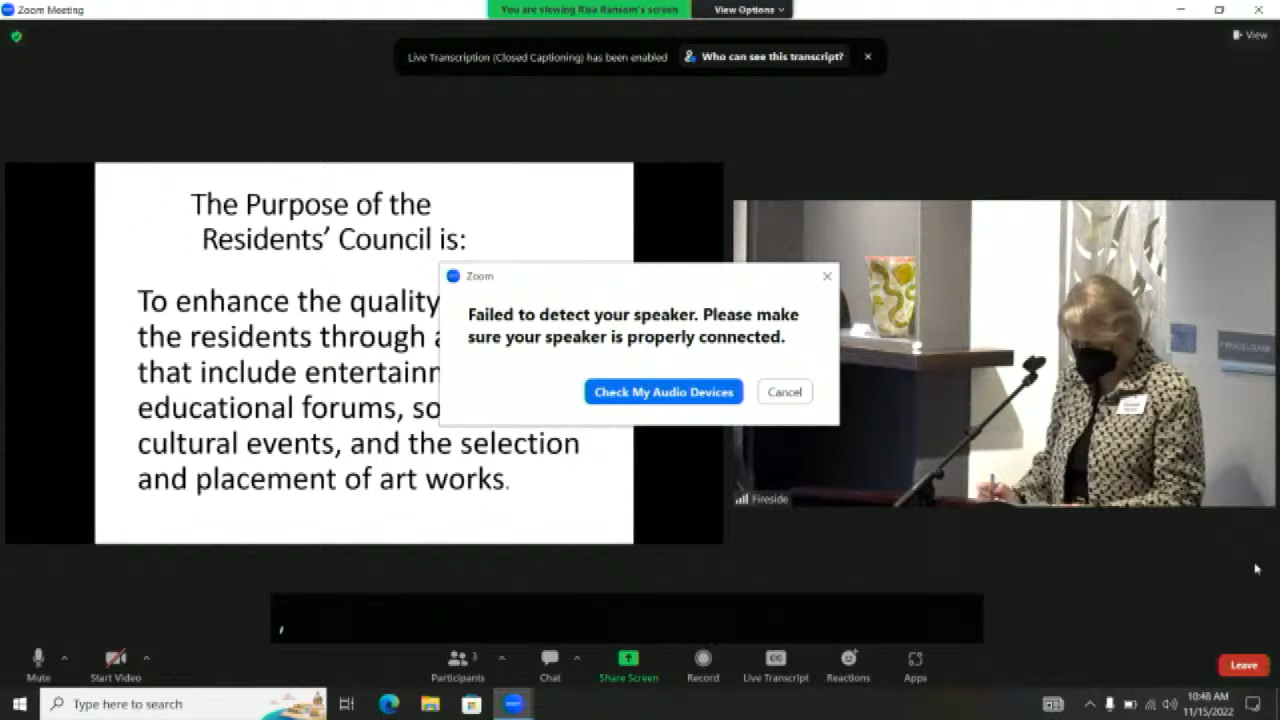 Zoom Meeting
You are viewing Risa Ransom's screen
View Options
View
Live Transcription (Closed Captioning) has been enabled
Who can see this transcript?
The Purpose of the
Residents' Council is:
To enhance the quality
the residents through a
that include entertainm
educational forums, so
cultural events, and the selection
and placement of art works.
Zoom
Failed to detect your speaker. Please make
sure your speaker is properly connected.
Check My Audio Devices
Cancel
Fireside
Mute
Start Video
Participants
3
Chat
Share Screen
Record
CC
Live Transcript
Reactions
Apps
Leave
Type here to search
10:48 AM
11/15/2022